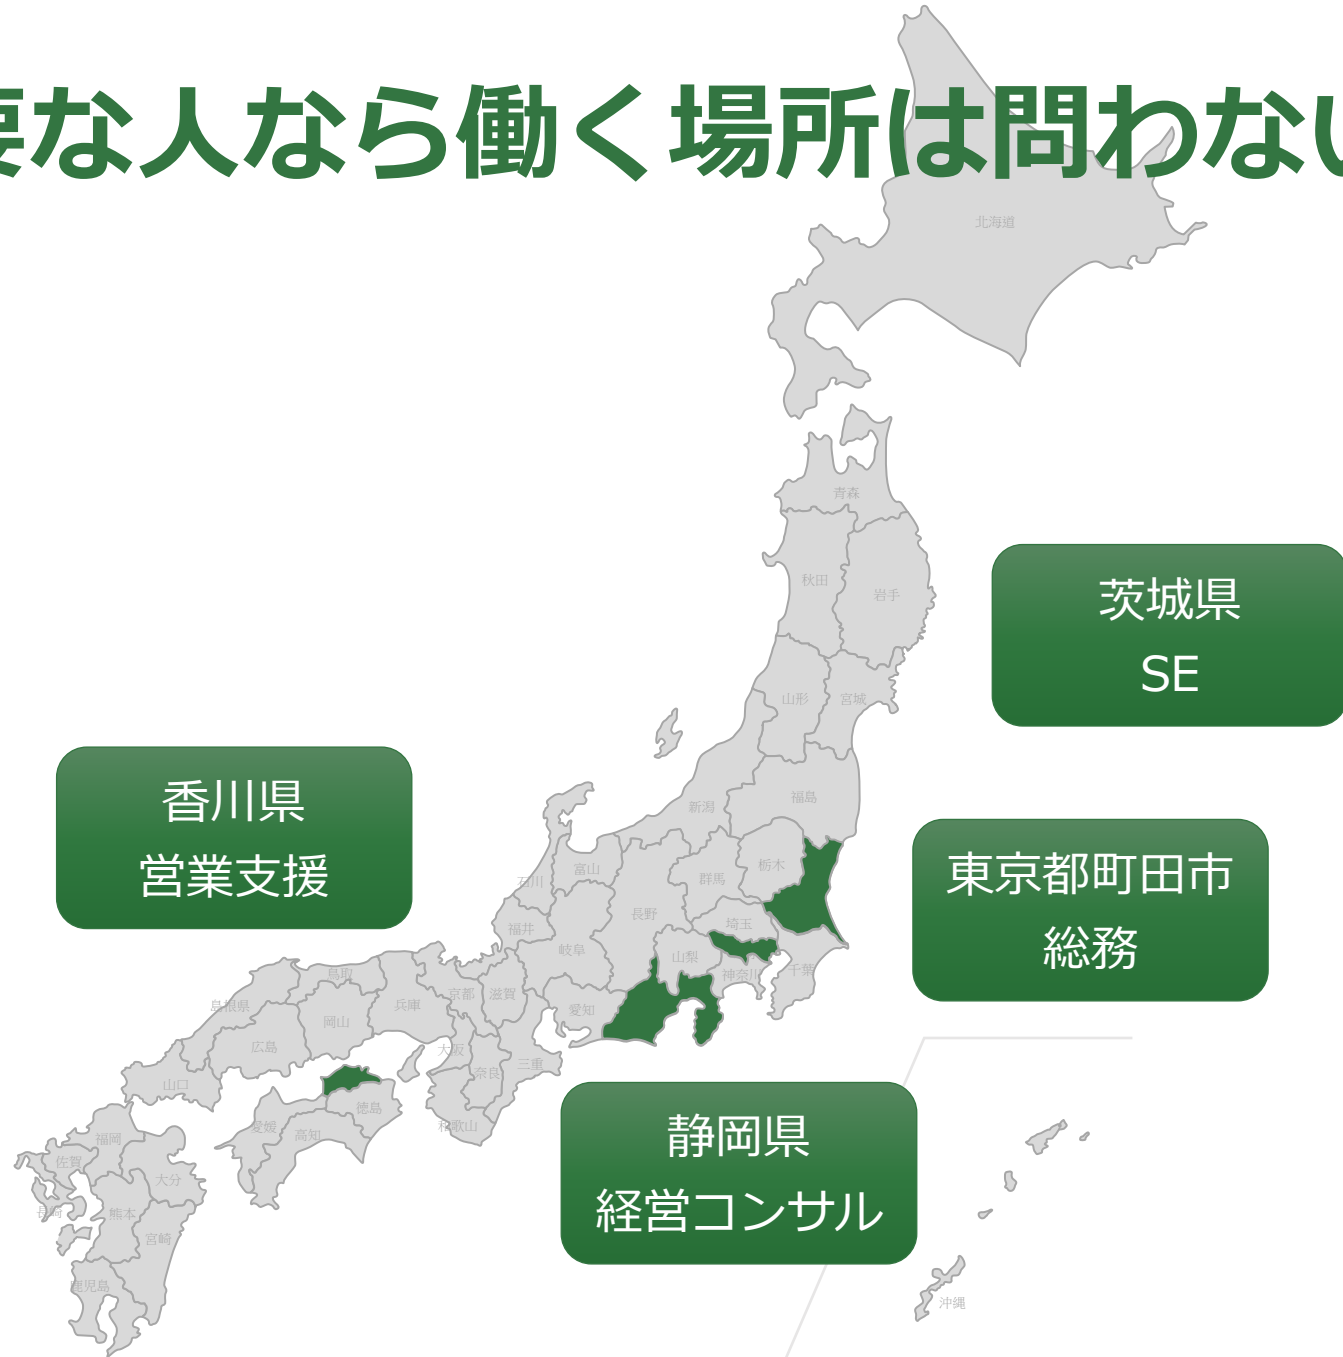 要な人なら働く場所は問わない
北海道
青森
秋田
岩手
山形
宮城
新潟
福島
茨城県
SE
香川県
営業支援
石川
富山
群馬
栃木
東京都町田市
総務
福井
長野
埼玉
岐阜
山梨
神奈川
千葉
島根県
鳥取
兵庫
京都
滋賀
愛知
岡山
広島
大阪
奈良
三重
山口
徳島
愛媛
高知
和歌山
静岡県
経営コンサル
福岡
佐賀
大分
長崎
熊本
宮崎
鹿児島
沖縄